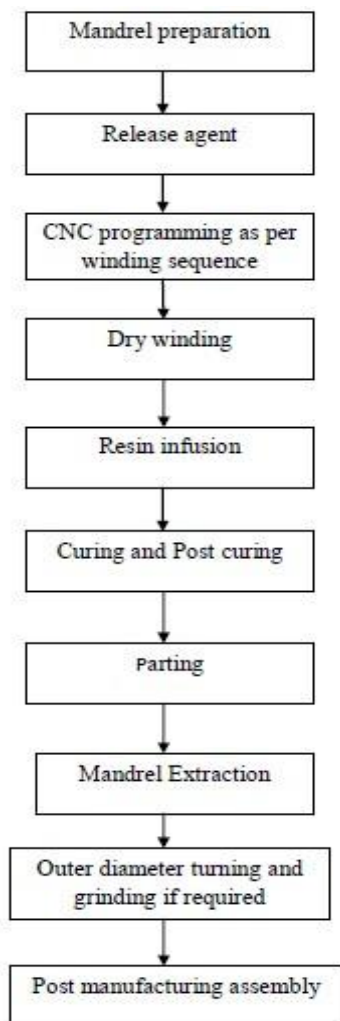 Mandrel preparation
Release agent
CNC programming as per
winding sequence
Dry winding
Resin infusion
Curing and Post curing
Parting
Mandrel Extraction
Outer diameter turning and
grinding if required
Post manufacturing assembly